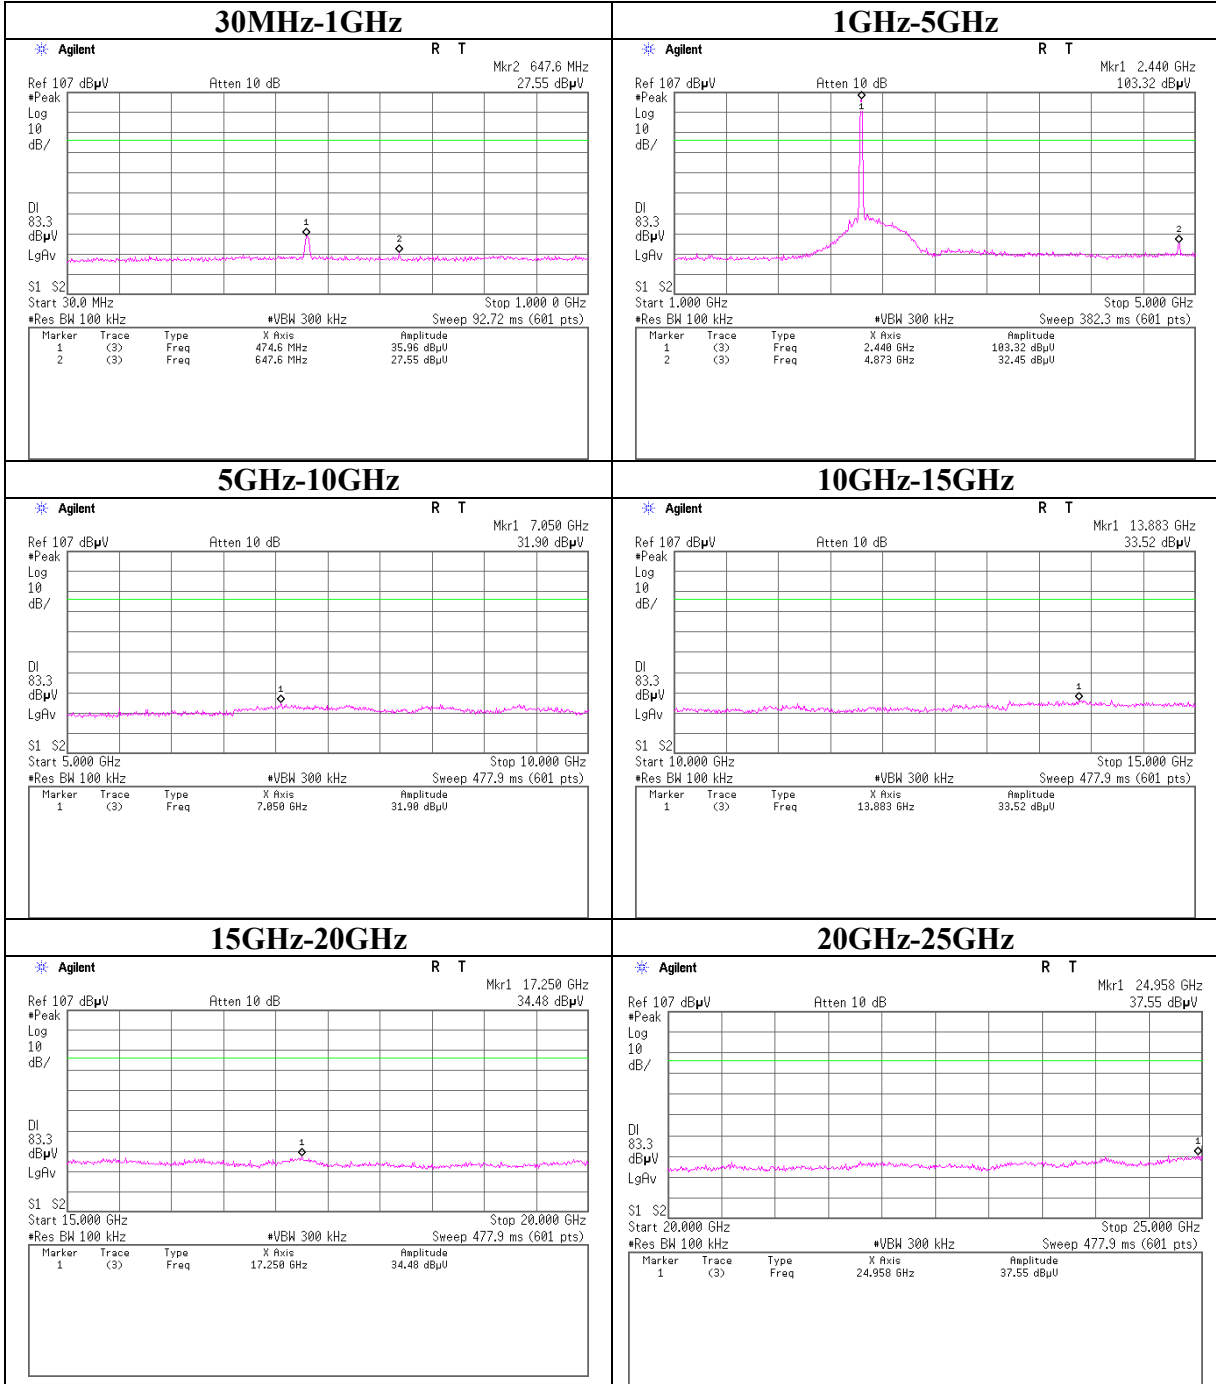 30MHz-1GHz
Agilent
R T
Mkr2 647.6 MHz
Ref 107 dBµV Atten 10 dB 27.55 dBµV
#Peak
Log
10
dB/
1
2
DI
83.3
dBµV
LgAv
S1 S2
Start 30.0 MHz Stop 1.000 0 GHz
#Res BW 100 kHz #VBW 300 kHz Sweep 92.72 ms (601 pts)
Marker Trace Type X Axis Amplitude
1 (3) Freq 474.6 MHz 35.96 dBµV
2 (3) Freq 647.6 MHz 27.55 dBµV
1GHz-5GHz
Agilent
R T
Mkr1 2.440 GHz
Ref 107 dBµV Atten 10 dB 103.32 dBµV
#Peak
Log
10
dB/
1
2
DI
83.3
dBµV
LgAv
S1 S2
Start 1.000 GHz Stop 5.000 GHz
#Res BW 100 kHz #VBW 300 kHz Sweep 382.3 ms (601 pts)
Marker Trace Type X Axis Amplitude
1 (3) Freq 2.440 GHz 103.32 dBµV
2 (3) Freq 4.873 GHz 32.45 dBµV
5GHz-10GHz
Agilent
R T
Mkr1 7.050 GHz
Ref 107 dBµV Atten 10 dB 31.90 dBµV
#Peak
Log
10
dB/
1
DI
83.3
dBµV
LgAv
S1 S2
Start 5.000 GHz Stop 10.000 GHz
#Res BW 100 kHz #VBW 300 kHz Sweep 477.9 ms (601 pts)
Marker Trace Type X Axis Amplitude
1 (3) Freq 7.050 GHz 31.90 dBµV
10GHz-15GHz
Agilent
R T
Mkr1 13.883 GHz
Ref 107 dBµV Atten 10 dB 33.52 dBµV
#Peak
Log
10
dB/
1
DI
83.3
dBµV
LgAv
S1 S2
Start 10.000 GHz Stop 15.000 GHz
#Res BW 100 kHz #VBW 300 kHz Sweep 477.9 ms (601 pts)
Marker Trace Type X Axis Amplitude
1 (3) Freq 13.883 GHz 33.52 dBµV
15GHz-20GHz
Agilent
R T
Mkr1 17.250 GHz
Ref 107 dBµV Atten 10 dB 34.48 dBµV
#Peak
Log
10
dB/
1
DI
83.3
dBµV
LgAv
S1 S2
Start 15.000 GHz Stop 20.000 GHz
#Res BW 100 kHz #VBW 300 kHz Sweep 477.9 ms (601 pts)
Marker Trace Type X Axis Amplitude
1 (3) Freq 17.250 GHz 34.48 dBµV
20GHz-25GHz
Agilent
R T
Mkr1 24.958 GHz
Ref 107 dBµV Atten 10 dB 37.55 dBµV
#Peak
Log
10
dB/
1
DI
83.3
dBµV
LgAv
S1 S2
Start 20.000 GHz Stop 25.000 GHz
#Res BW 100 kHz #VBW 300 kHz Sweep 477.9 ms (601 pts)
Marker Trace Type X Axis Amplitude
1 (3) Freq 24.958 GHz 37.55 dBµV